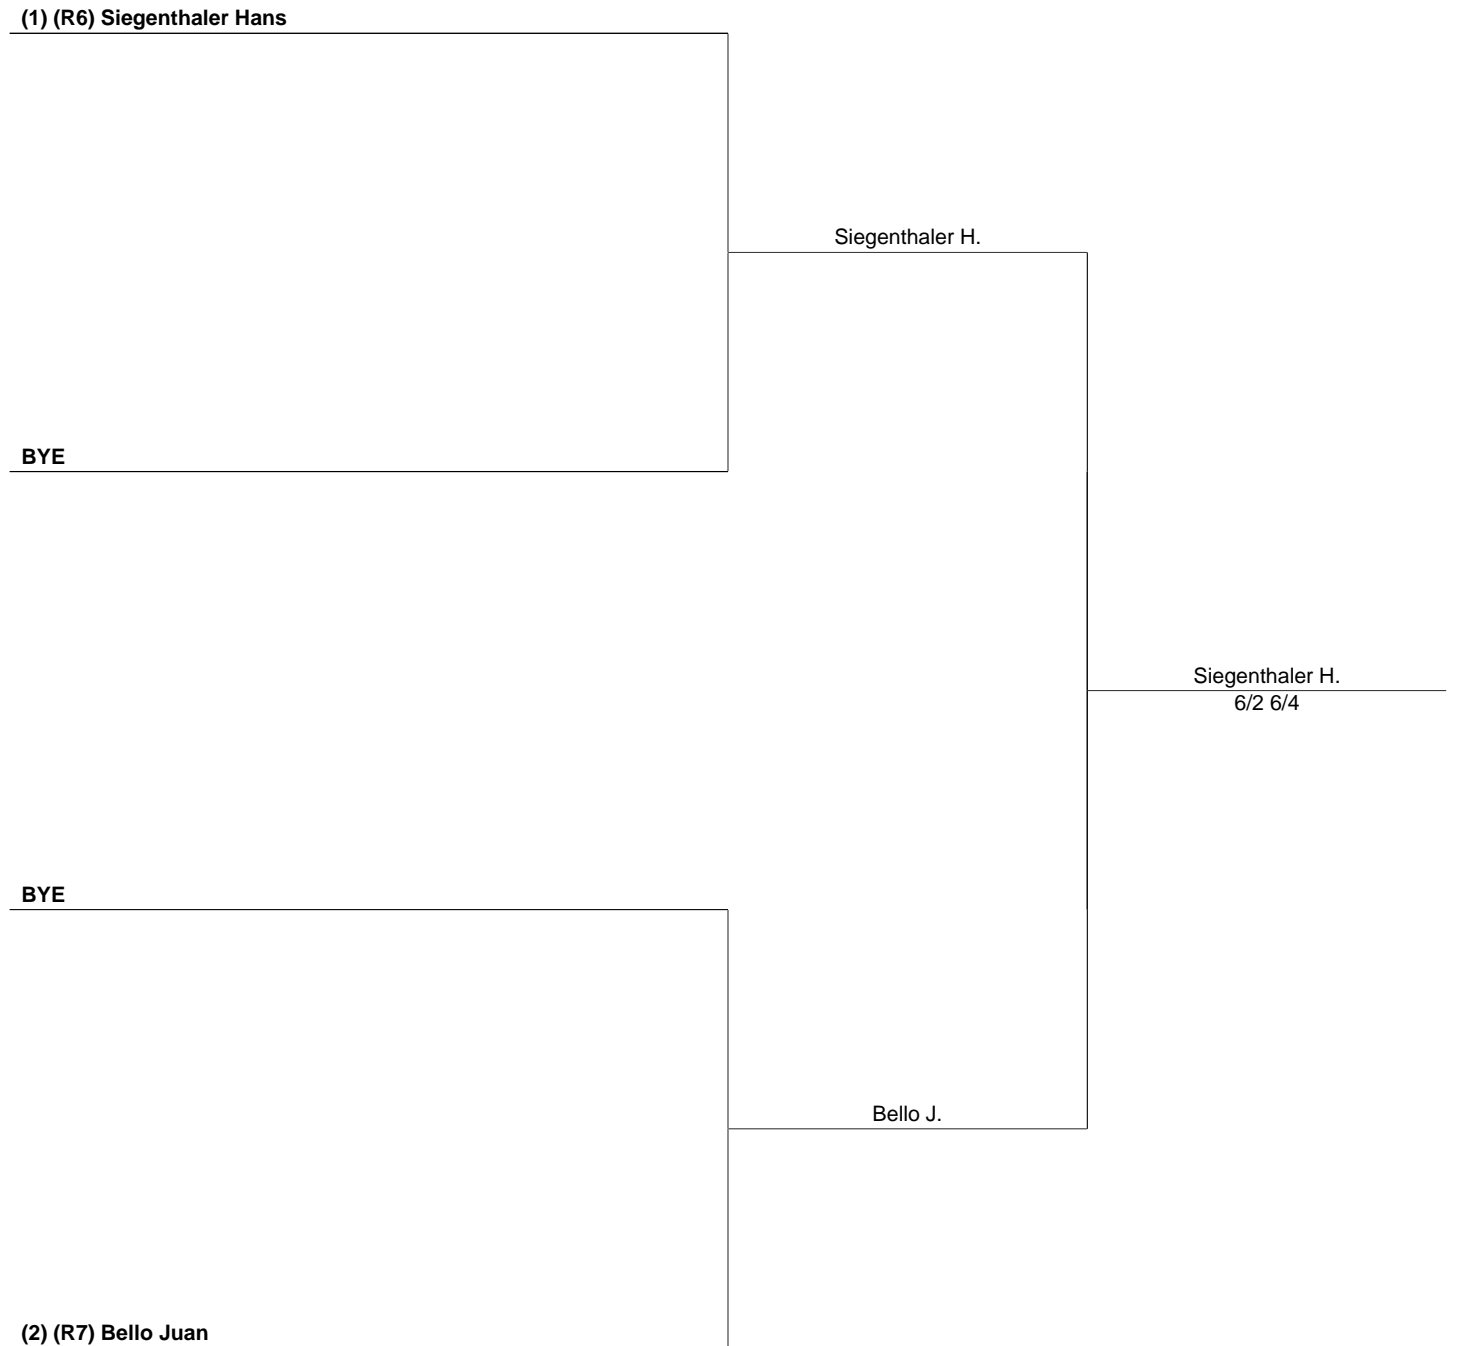 (1) (R6) Siegenthaler Hans
Siegenthaler H.
BYE
Siegenthaler H.
6/2 6/4
BYE
Bello J.
(2) (R7) Bello Juan